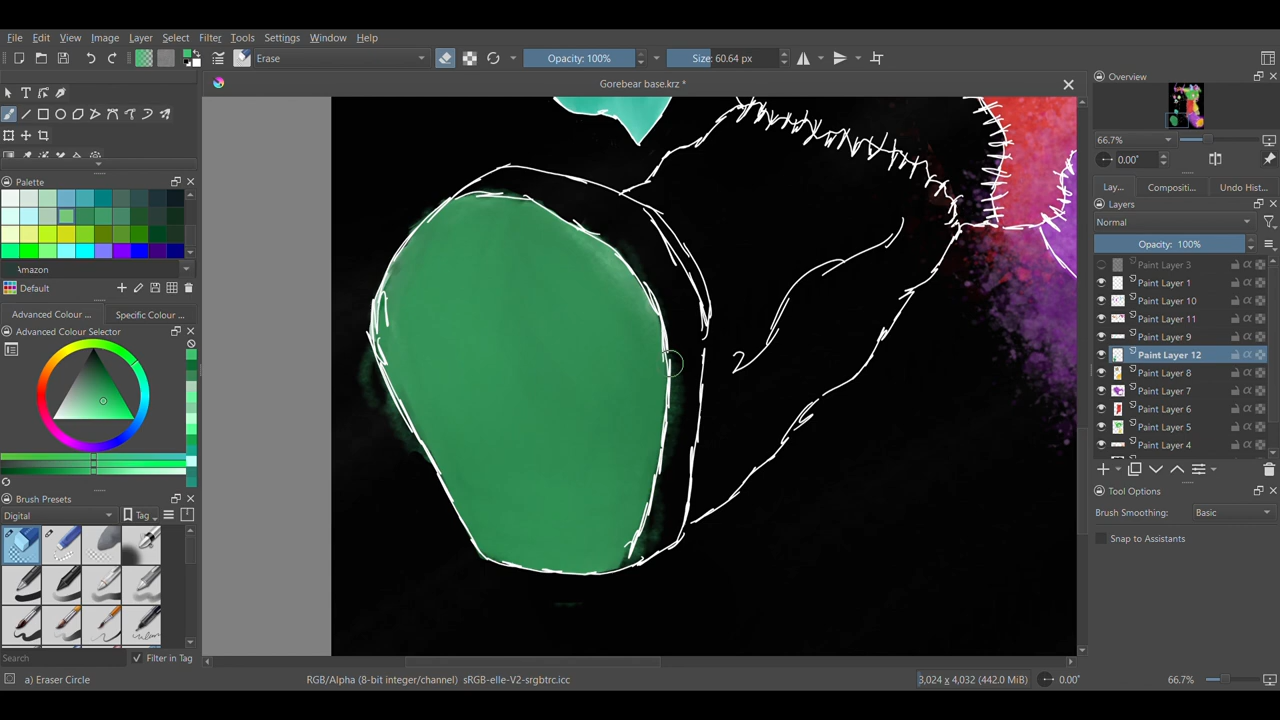 File Edit View Image Layer Select Filter Tools Settings Window Help
Erase Opacity: 100% Size: 60.64 px
Gorebear base.krz *
Overview
66.7%
0.00°
Palette
Amazon
Default
Advanced Colour ... Specific Colour ...
Advanced Colour Selector
Brush Presets
Digital Tag
Search Filter in Tag
Lay... Compositi... Undo Hist...
Layers
Normal
Opacity: 100%
Paint Layer 3
Paint Layer 1
Paint Layer 10
Paint Layer 11
Paint Layer 9
Paint Layer 12
Paint Layer 8
Paint Layer 7
Paint Layer 6
Paint Layer 5
Paint Layer 4
Tool Options
Brush Smoothing: Basic
Snap to Assistants
a) Eraser Circle RGB/Alpha (8-bit integer/channel) sRGB-elle-V2-srgbtrc.icc 3,024 x 4,032 (442.0 MiB) 0.00° 66.7%